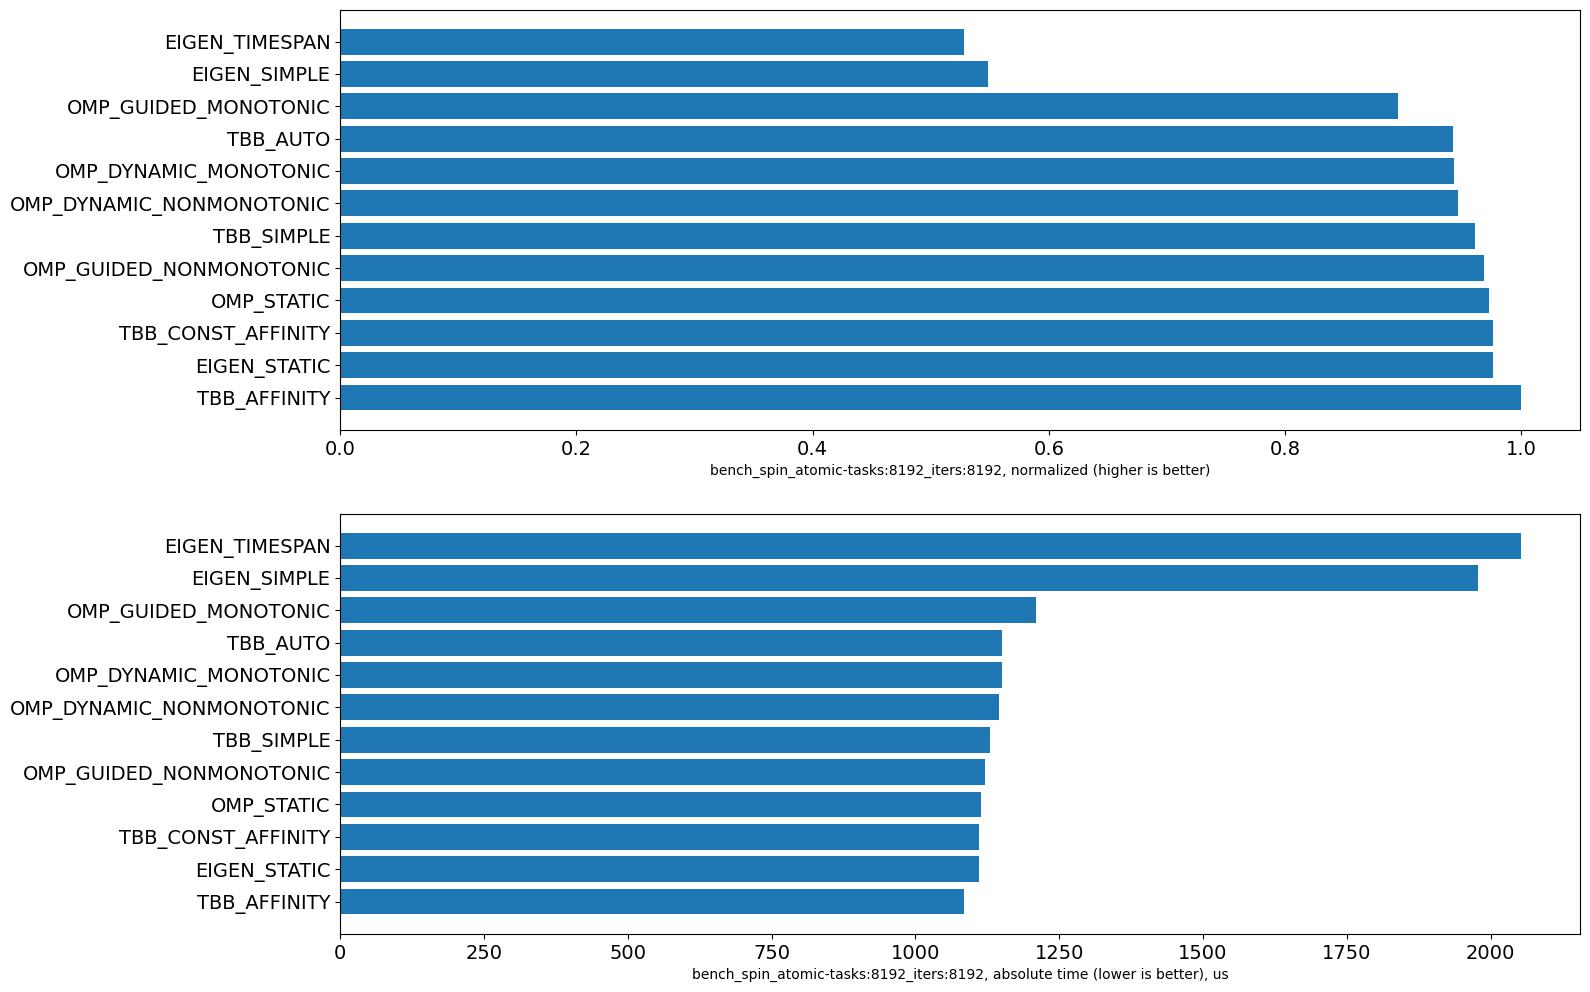 EIGEN_TIMESPAN
EIGEN_SIMPLE
OMP_GUIDED_MONOTONIC
TBB_AUTO
OMP_DYNAMIC_MONOTONIC
OMP_DYNAMIC_NONMONOTONIC
TBB_SIMPLE
OMP_GUIDED_NONMONOTONIC
OMP_STATIC
TBB_CONST_AFFINITY
EIGEN_STATIC
TBB_AFFINITY
0.0 0.2 0.4 0.6 0.8 1.0
bench_spin_atomic-tasks:8192_iters:8192, normalized (higher is better)
EIGEN_TIMESPAN
EIGEN_SIMPLE
OMP_GUIDED_MONOTONIC
TBB_AUTO
OMP_DYNAMIC_MONOTONIC
OMP_DYNAMIC_NONMONOTONIC
TBB_SIMPLE
OMP_GUIDED_NONMONOTONIC
OMP_STATIC
TBB_CONST_AFFINITY
EIGEN_STATIC
TBB_AFFINITY
0 250 500 750 1000 1250 1500 1750 2000
bench_spin_atomic-tasks:8192_iters:8192, absolute time (lower is better), us